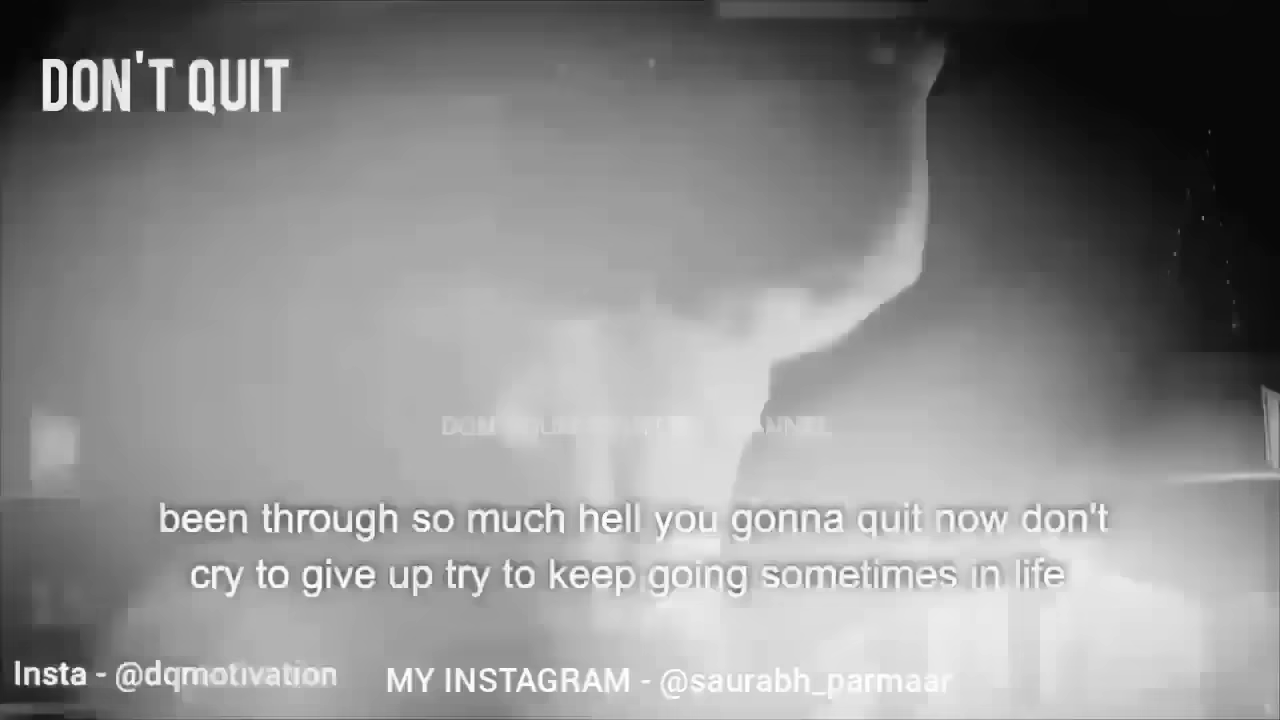 DON'T QUIT
been through so much hell you gonna quit now don't
cry to give up try to keep going sometimes in life
Insta - @dqmotivation
MY INSTAGRAM - @saurabh_parmaar